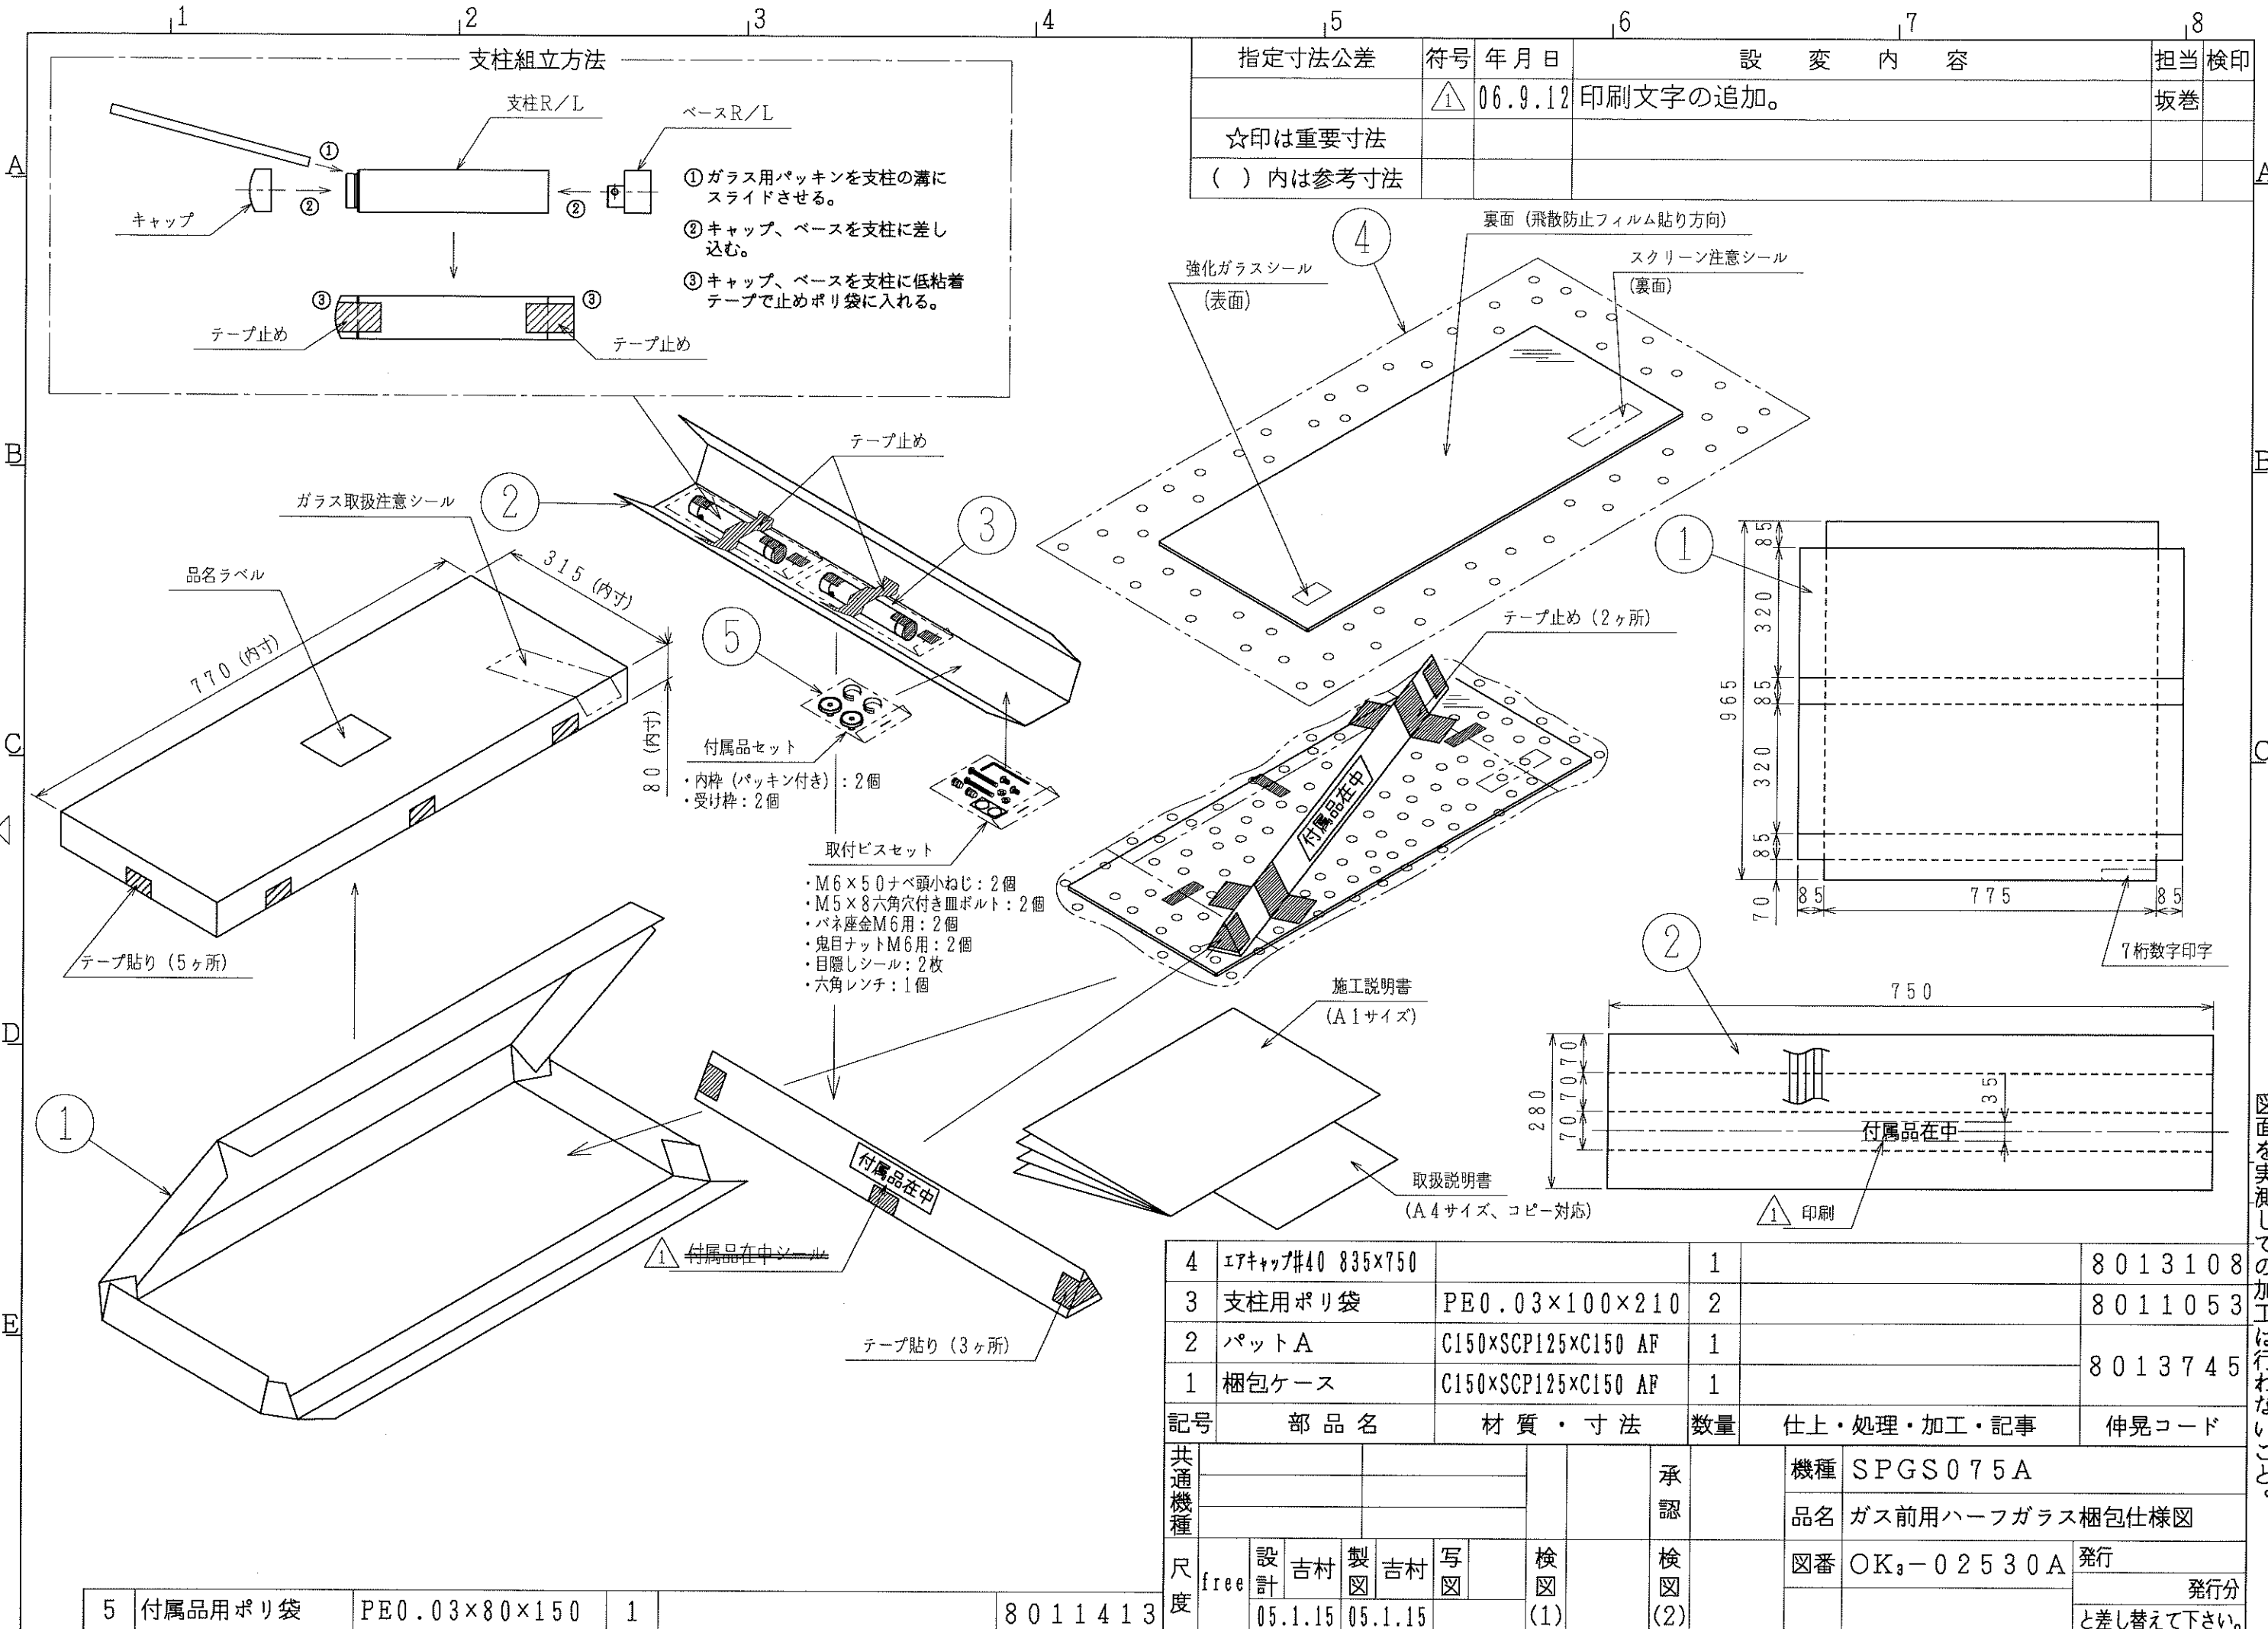 1 2 3 4 5 6 7 8
A
B
C
D
E
A
B
C
支柱組立方法
支柱R/L
ベースR/L
キャップ
①
②
②
①ガラス用パッキンを支柱の溝に
スライドさせる。
②キャップ、ベースを支柱に差し
込む。
③キャップ、ベースを支柱に低粘着
テープで止めポリ袋に入れる。
③
③
テープ止め
テープ止め
指定寸法公差 符号 年月日 設変内容 担当 検印
△1 06.9.12 印刷文字の追加。 坂巻
☆印は重要寸法
( )内は参考寸法
④
裏面(飛散防止フィルム貼り方向)
スクリーン注意シール
(裏面)
強化ガラスシール
(表面)
テープ止め
②
③
ガラス取扱注意シール
品名ラベル
770(内寸)
315(内寸)
80(内寸)
テープ貼り(5ヶ所)
⑤
付属品セット
・内枠(パッキン付き):2個
・受け枠:2個
取付ビスセット
・M6×50ナベ頭小ねじ:2個
・M5×8六角穴付き皿ボルト:2個
・バネ座金M6用:2個
・鬼目ナットM6用:2個
・目隠しシール:2枚
・六角レンチ:1個
テープ止め(2ヶ所)
付属品在中
①
85
320
85
320
85
70
965
85 775 85
7桁数字印字
②
750
280
70
70
70
35
付属品在中
△1 印刷
施工説明書
(A1サイズ)
取扱説明書
(A4サイズ、コピー対応)
①
付属品在中
△1 付属品在中シール
テープ貼り(3ヶ所)
図面を実測しての加工は行わないこと。
4 エアキャップ#40 835×750 1 8013108
3 支柱用ポリ袋 PE0.03×100×210 2 8011053
2 パットA C150×SCP125×C150 AF 1
8013745
1 梱包ケース C150×SCP125×C150 AF 1
記号 部品名 材質・寸法 数量 仕上・処理・加工・記事 伸晃コード
共通機種
承認
機種 SPGS075A
品名 ガス前用ハーフガラス梱包仕様図
尺度 free 設計 吉村 製図 吉村 写図 検図(1) 検図(2)
05.1.15 05.1.15
図番 OK₃-02530A
発行
発行分
と差し替えて下さい。
5 付属品用ポリ袋 PE0.03×80×150 1 8011413